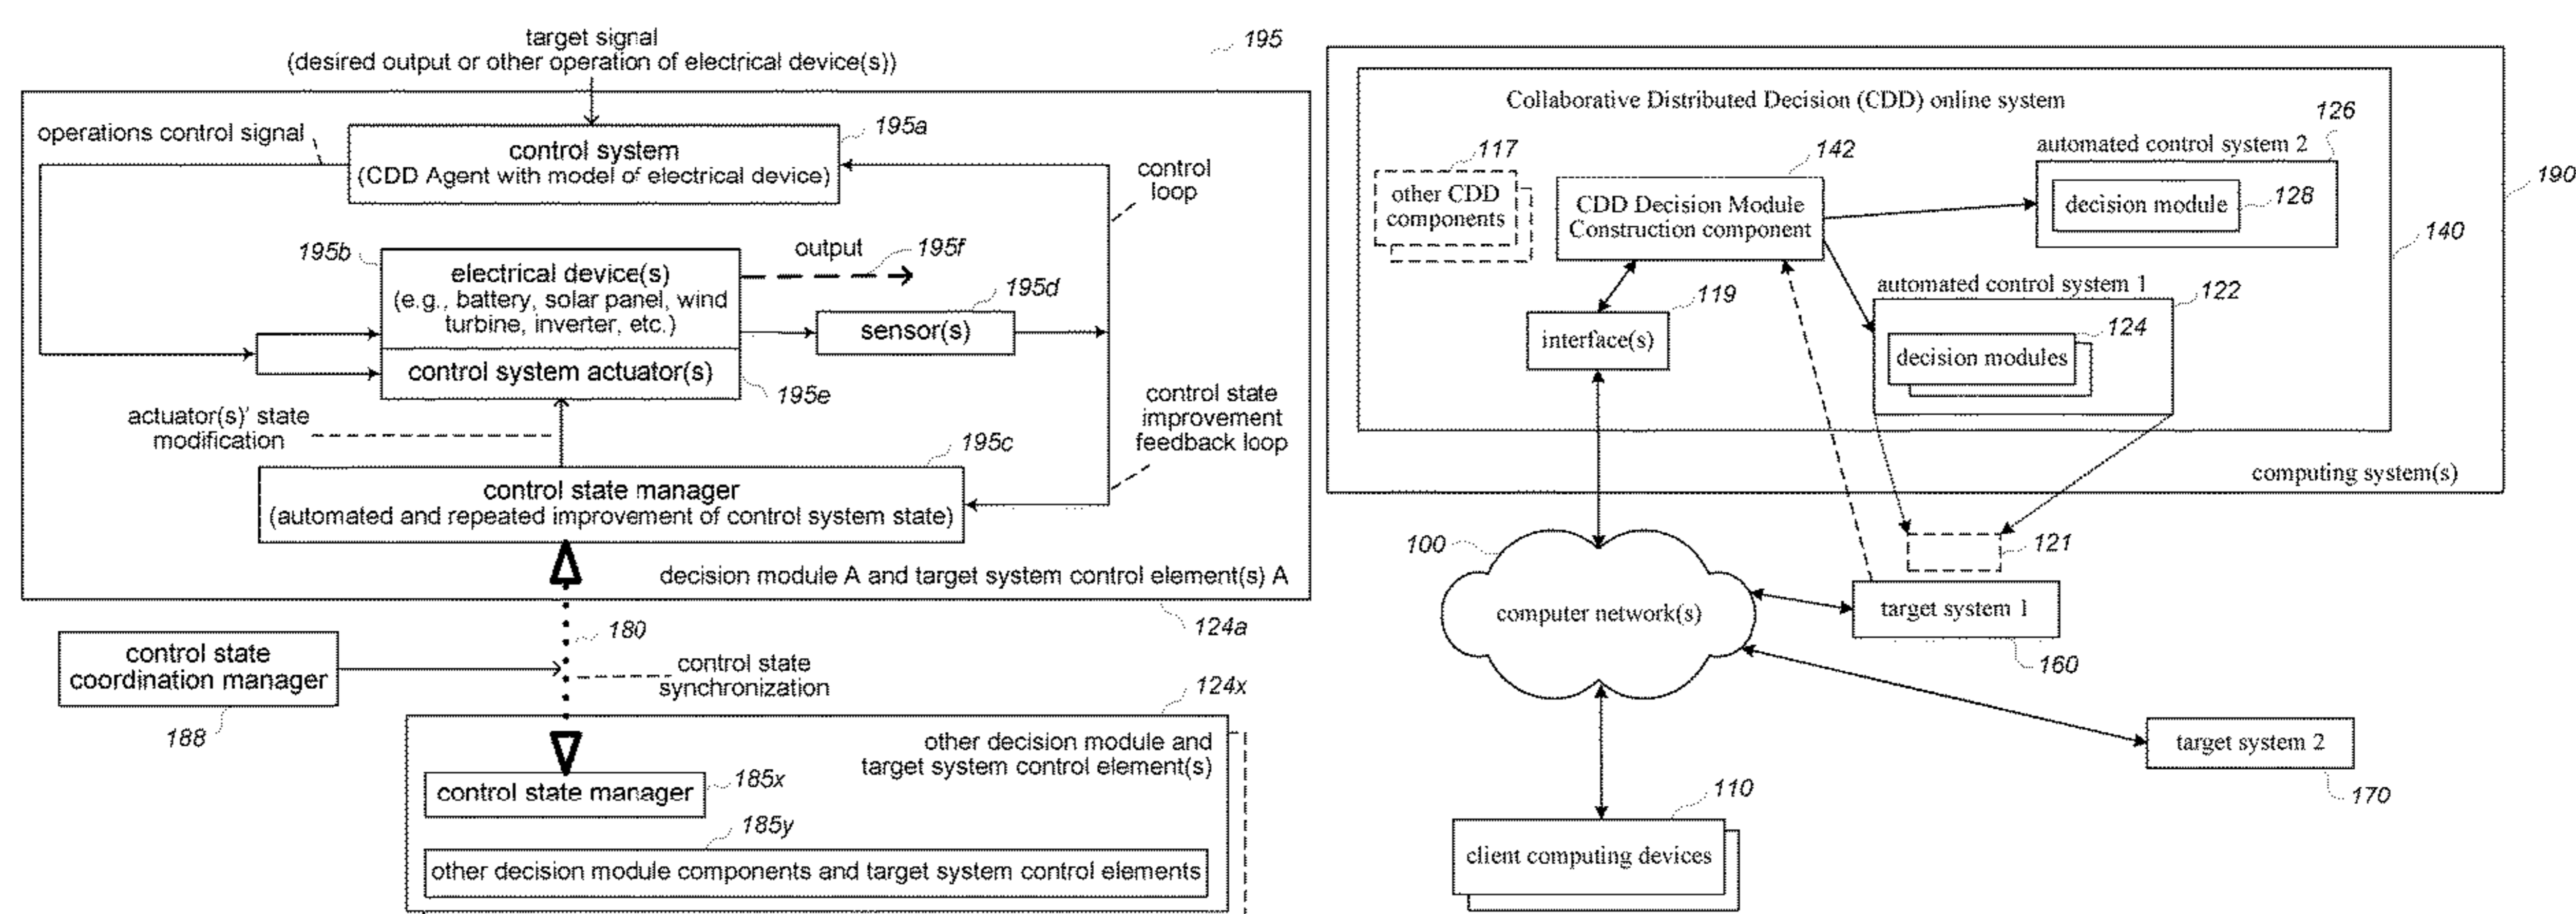 target signal
(desired output or other operation of electrical device(s))
195
operations control signal
195a
control system
(CDD Agent with model of electrical device)
control
loop
195b
output
195f
electrical device(s)
(e.g., battery, solar panel, wind
turbine, inverter, etc.)
195d
sensor(s)
control system actuator(s)
195e
actuator(s)' state
modification
control state
improvement
feedback loop
195c
control state manager
(automated and repeated improvement of control system state)
decision module A and target system control element(s) A
124a
180
control state
coordination manager
188
control state
synchronization
124x
other decision module and
target system control element(s)
control state manager
185x
185y
other decision module components and target system control elements
Collaborative Distributed Decision (CDD) online system
126
automated control system 2
117
142
190
other CDD
components
CDD Decision Module
Construction component
decision module
128
140
automated control system 1
122
119
124
interface(s)
decision modules
computing system(s)
100
121
computer network(s)
target system 1
160
target system 2
170
110
client computing devices